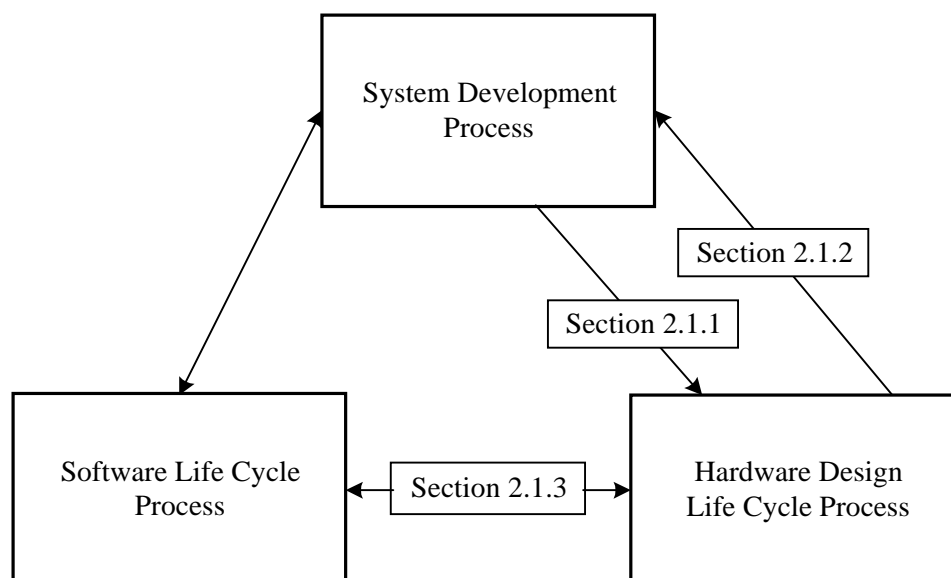 System Development
Process
Section 2.1.2
Section 2.1.1
Software Life Cycle
Process
Section 2.1.3
Hardware Design
Life Cycle Process